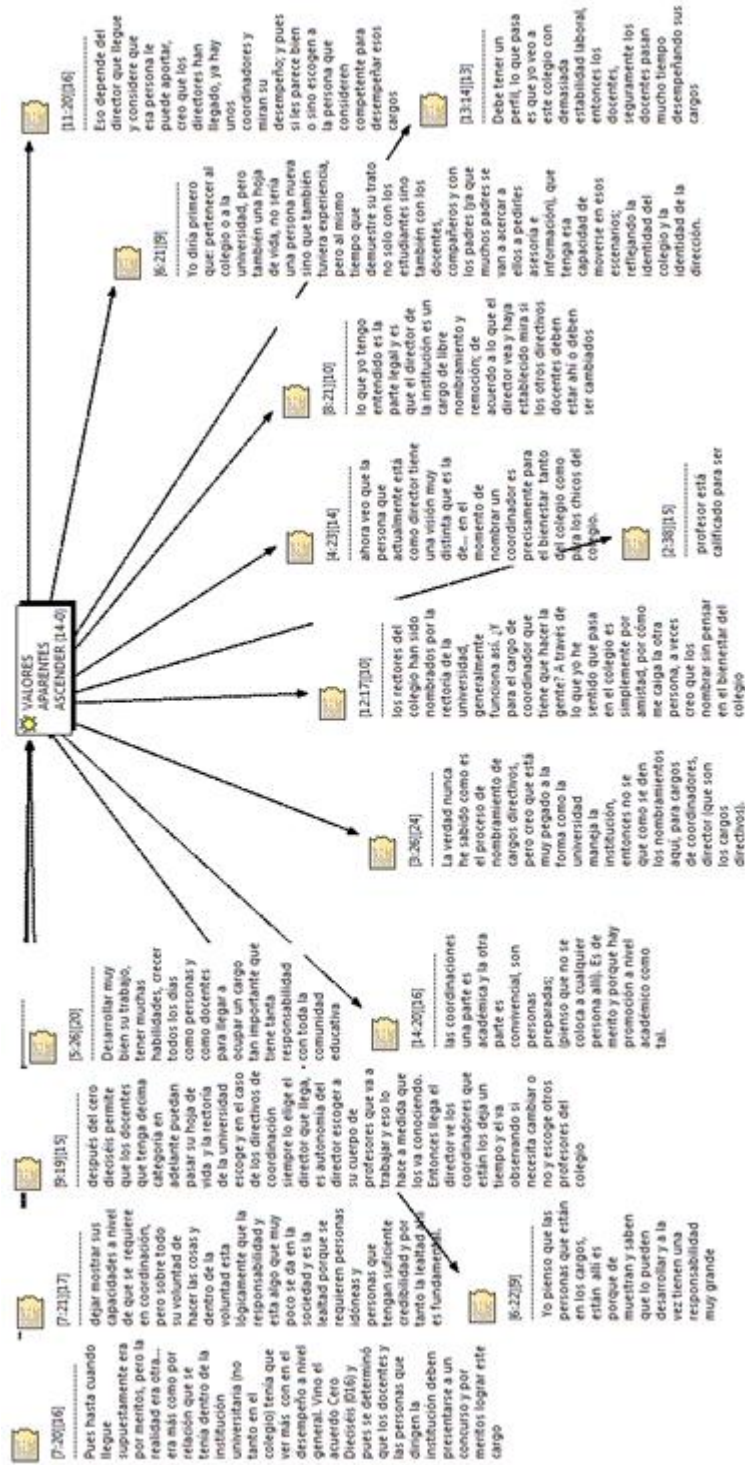 VALORES
APARENTES
ASCENDER {14-0}
[7:20][16]
Pues hasta cuando
llegue
supuestamente era
por meritos, pero la
realidad era otra...
era más como por
relación que se
tenía dentro de la
institución
universitaria (no
tanto en el
colegio) tenía que
ver más con en el
desempeño a nivel
general. Vino el
acuerdo Cero
Dieciséis (016) y
pues se determinó
que los docentes y
las personas que
dirigen la
institución deben
presentarse a un
concurso y por
meritos lograr este
cargo
[7:21][17]
dejar mostrar sus
capacidades a nivel
de que se requiere
en coordinación,
pero sobre todo
su voluntad de
hacer las cosas y
dentro de la
voluntad esta
lógicamente que la
responsabilidad y
esta algo que muy
poco se da en la
sociedad y es la
lealtad porque se
requieren personas
idóneas y
personas que
tengan suficiente
credibilidad y por
tanto la lealtad ahí
es fundamental.
[9:19][15]
después del cero
dieciséis permite
que los docentes
que tenga decima
categoría en
adelante puedan
pasar su hoja de
vida y la rectoría
de la universidad
escoge y en el caso
de los directivos de
coordinación
siempre lo elige el
director que llega,
es autonomía del
director escoger a
su cuerpo de
profesores que va a
trabajar y eso lo
hace a medida que
los va conociendo.
Entonces llega el
director ve los
coordinadores que
están los deja un
tiempo y el va
observando si
necesita cambiar o
no y escoge otros
profesores del
colegio
[5:26][20]
Desarrollar muy
bien su trabajo,
tener muchas
habilidades, crecer
todos los días
como personas y
como docentes
para llegar a
ocupar un cargo
tan importante que
tiene tanta
responsabilidad
con toda la
comunidad
educativa
[6:22][9]
Yo pienso que las
personas que están
en los cargos,
están allí es
porque de
muestran y saben
que lo pueden
desarrollar y a la
vez tienen una
responsabilidad
muy grande
[14:20][16]
las coordinaciones
una parte es
académica y la otra
parte es
convivencial, son
personas
preparadas;
(pienso que no se
coloca a cualquier
persona allí). Es de
merito y porque hay
promoción a nivel
académico como
tal.
[3:26][24]
La verdad nunca
he sabido como es
el proceso de
nombramiento de
cargos directivos,
pero creo que está
muy pegado a la
forma como la
universidad
maneja la
institución,
entonces no se
que como se den
los nombramientos
aquí, para cargos
de coordinadores,
director (que son
los cargos
directivos).
[12:17][10]
los rectores del
colegio han sido
nombrados por la
rectoría de la
universidad,
generalmente
funciona así. ¿Y
para el cargo de
coordinador que
tiene que hacer la
gente? A través de
lo que yo he
sentido que pasa
en el colegio es
simplemente por
amistad, por cómo
me caiga la otra
persona, a veces
creo que los
nombrar sin pensar
en el bienestar del
colegio
[4:23][14]
ahora veo que la
persona que
actualmente está
como director tiene
una visión muy
distinta que es la
de... en el
momento de
nombrar un
coordinador es
precisamente para
el bienestar tanto
del colegio como
para los chicos del
colegio.
[2:38][15]
profesor está
calificado para ser
[8:21][10]
lo que yo tengo
entendido es la
parte legal y es
que el director de
la institución es un
cargo de libre
nombramiento y
remoción; de
acuerdo a lo que el
director vea y haya
establecido mira si
los otros directivos
docentes deben
estar ahí o deben
ser cambiados
[6:21][9]
Yo diría primero
que: pertenecer al
colegio o a la
universidad, pero
también una hoja
de vida, no sería
una persona nueva
sino que también
tuviera experiencia,
pero al mismo
tiempo que
demuestre su trato
no solo con los
estudiantes sino
también con los
docentes,
compañeros y con
los padres (ya que
muchos padres se
van a acercar a
ellos a pedirles
asesoría e
información), que
tenga esa
capacidad de
moverse en esos
escenarios;
reflejando la
identidad del
colegio y la
identidad de la
dirección.
[11:20][16]
Eso depende del
director que llegue
y considere que
esa persona le
puede aportar,
creo que los
directores han
llegado, ya hay
unos
coordinadores y
miran su
desempeño; y pues
si les parece bien
o sino escogen a
la persona que
consideren
competente para
desempeñar esos
cargos
[13:14][13]
Debe tener un
perfil, lo que pasa
es que yo veo a
este colegio con
demasiada
estabilidad laboral,
entonces los
docentes,
seguramente los
docentes pasan
mucho tiempo
desempeñando sus
cargos